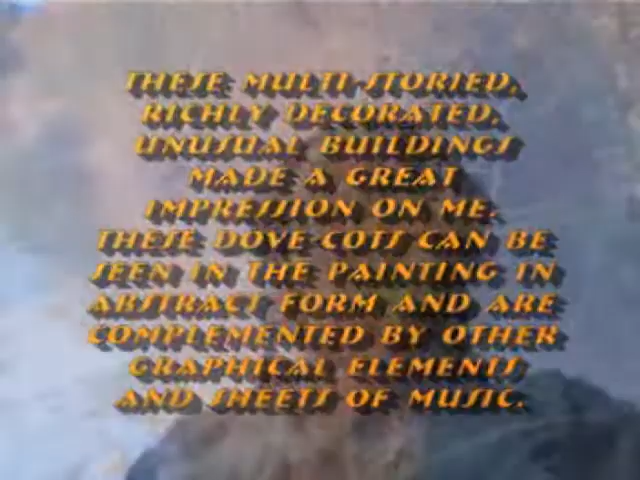 THESE MULTI-STORIED,
RICHLY DECORATED,
UNUSUAL BUILDINGS
MADE A GREAT
IMPRESSION ON ME.
THESE DOVE-COTS CAN BE
SEEN IN THE PAINTING IN
ABSTRACT FORM AND ARE
COMPLEMENTED BY OTHER
GRAPHICAL ELEMENTS
AND SHEETS OF MUSIC.